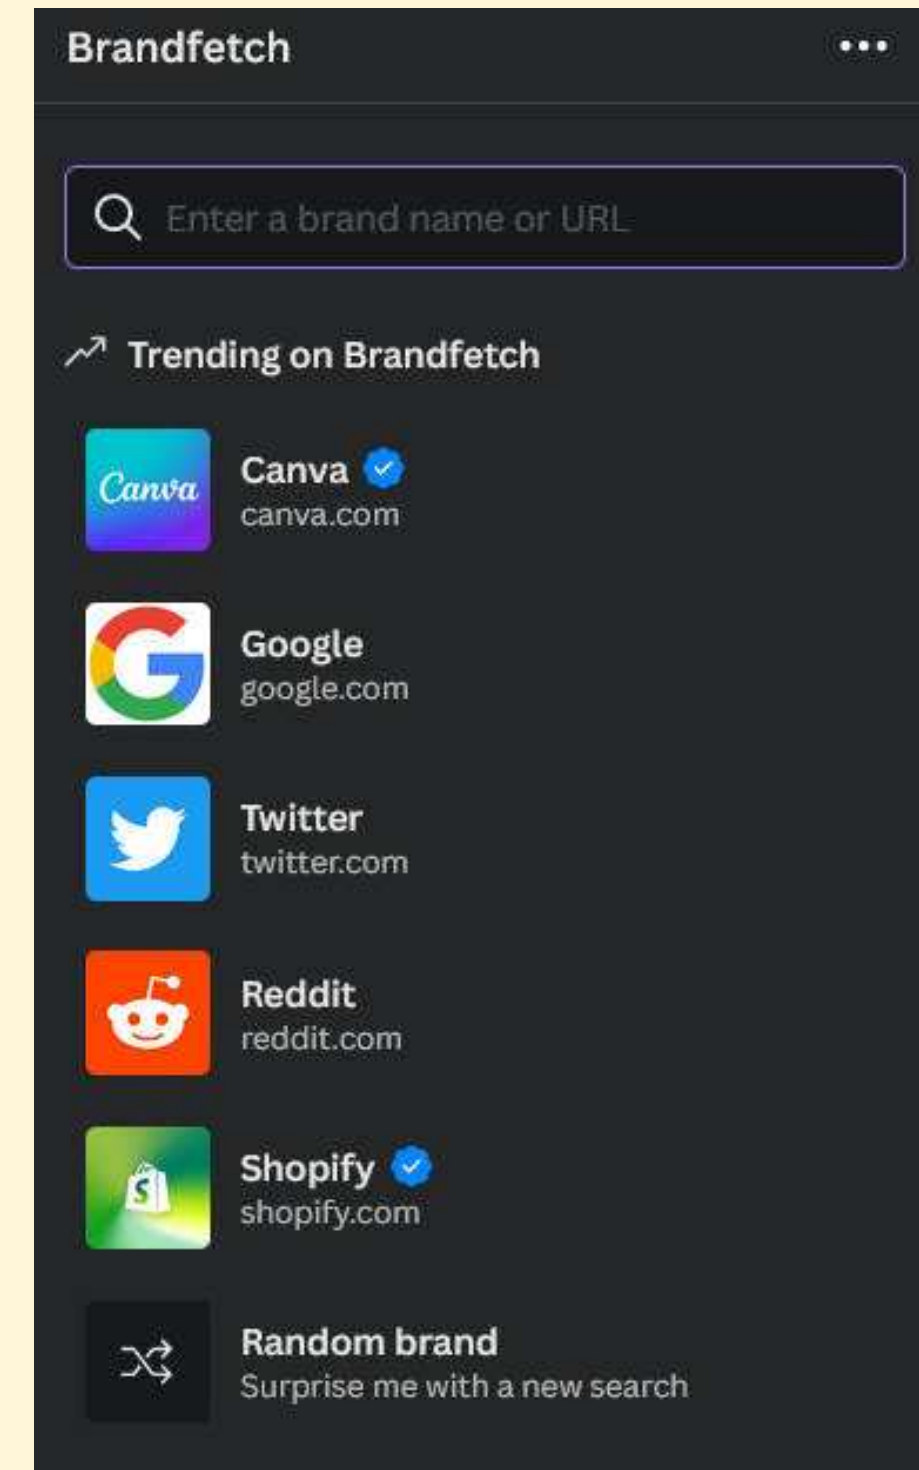 Brandfetch
Enter a brand name or URL
Trending on Brandfetch
Canva
Canva
canva.com
G
Google
google.com
Twitter
twitter.com
Reddit
reddit.com
S
Shopify
shopify.com
Random brand
Surprise me with a new search